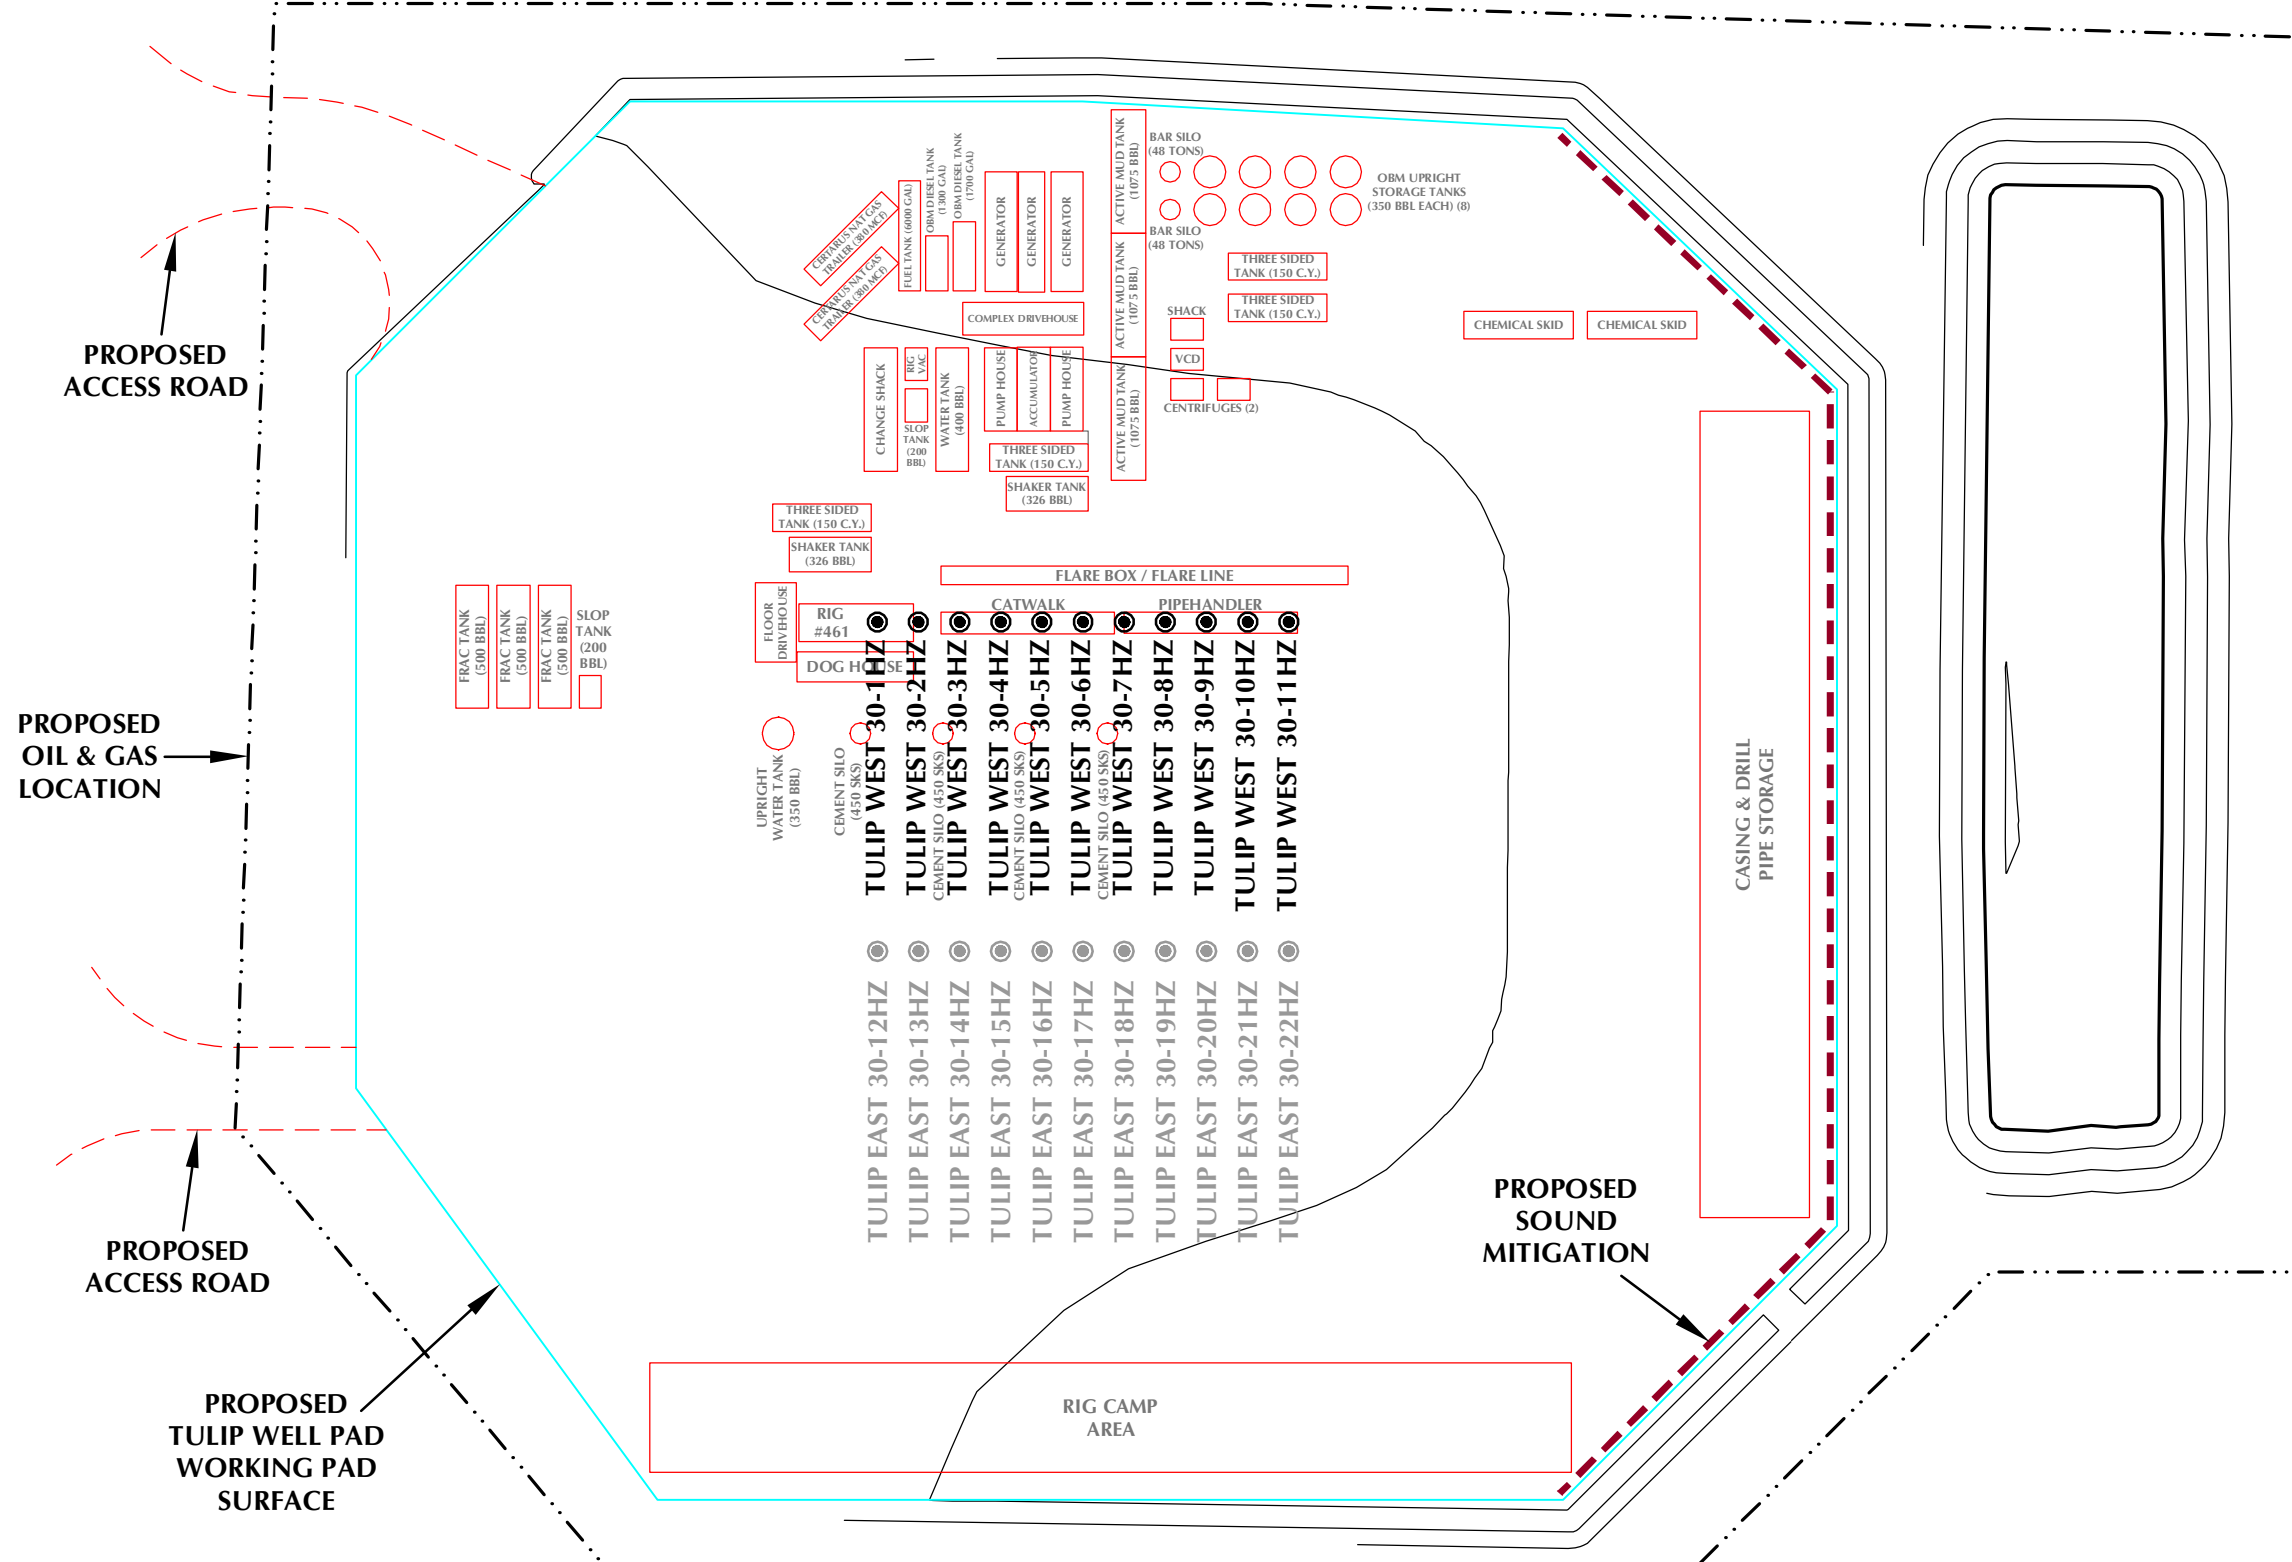 BAR SILO
(48 TONS)
OBM UPRIGHT
STORAGE TANKS
(350 BBL EACH) (8)
BAR SILO
(48 TONS)
CERTARUS NAT GAS
TRAILER (380 MCF)
CERTARUS NAT GAS
TRAILER (380 MCF)
FUEL TANK (6000 GAL)
OBM DIESEL TANK
(1300 GAL)
OBM DIESEL TANK
(1700 GAL)
GENERATOR
GENERATOR
GENERATOR
ACTIVE MUD TANK
(1075 BBL)
ACTIVE MUD TANK
(1075 BBL)
ACTIVE MUD TANK
(1075 BBL)
THREE SIDED
TANK (150 C.Y.)
THREE SIDED
TANK (150 C.Y.)
COMPLEX DRIVEHOUSE
SHACK
VCD
CENTRIFUGES (2)
CHEMICAL SKID
CHEMICAL SKID
PROPOSED
ACCESS ROAD
CHANGE SHACK
RIG
VAC
SLOP
TANK
(200
BBL)
WATER TANK
(400 BBL)
PUMP HOUSE
ACCUMULATOR
PUMP HOUSE
THREE SIDED
TANK (150 C.Y.)
SHAKER TANK
(326 BBL)
THREE SIDED
TANK (150 C.Y.)
SHAKER TANK
(326 BBL)
FLARE BOX / FLARE LINE
CATWALK
PIPEHANDLER
FLOOR
DRIVEHOUSE
RIG
#461
DOG HOUSE
FRAC TANK
(500 BBL)
FRAC TANK
(500 BBL)
FRAC TANK
(500 BBL)
SLOP
TANK
(200
BBL)
PROPOSED
OIL & GAS
LOCATION
UPRIGHT
WATER TANK
(350 BBL)
CEMENT SILO
(450 SKS)
CEMENT SILO (450 SKS)
CEMENT SILO (450 SKS)
CEMENT SILO (450 SKS)
TULIP WEST 30-1HZ
TULIP WEST 30-2HZ
TULIP WEST 30-3HZ
TULIP WEST 30-4HZ
TULIP WEST 30-5HZ
TULIP WEST 30-6HZ
TULIP WEST 30-7HZ
TULIP WEST 30-8HZ
TULIP WEST 30-9HZ
TULIP WEST 30-10HZ
TULIP WEST 30-11HZ
CASING & DRILL
PIPE STORAGE
TULIP EAST 30-12HZ
TULIP EAST 30-13HZ
TULIP EAST 30-14HZ
TULIP EAST 30-15HZ
TULIP EAST 30-16HZ
TULIP EAST 30-17HZ
TULIP EAST 30-18HZ
TULIP EAST 30-19HZ
TULIP EAST 30-20HZ
TULIP EAST 30-21HZ
TULIP EAST 30-22HZ
PROPOSED
SOUND
MITIGATION
PROPOSED
ACCESS ROAD
PROPOSED
TULIP WELL PAD
WORKING PAD
SURFACE
RIG CAMP
AREA